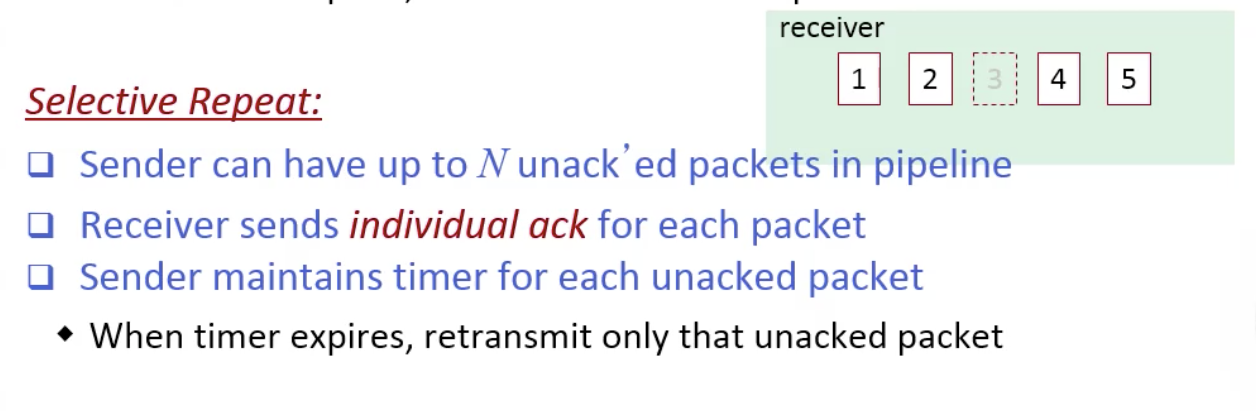 receiver
1 2 3 4 5
Selective Repeat:
❑ Sender can have up to N unack’ed packets in pipeline
❑ Receiver sends individual ack for each packet
❑ Sender maintains timer for each unacked packet
◆ When timer expires, retransmit only that unacked packet